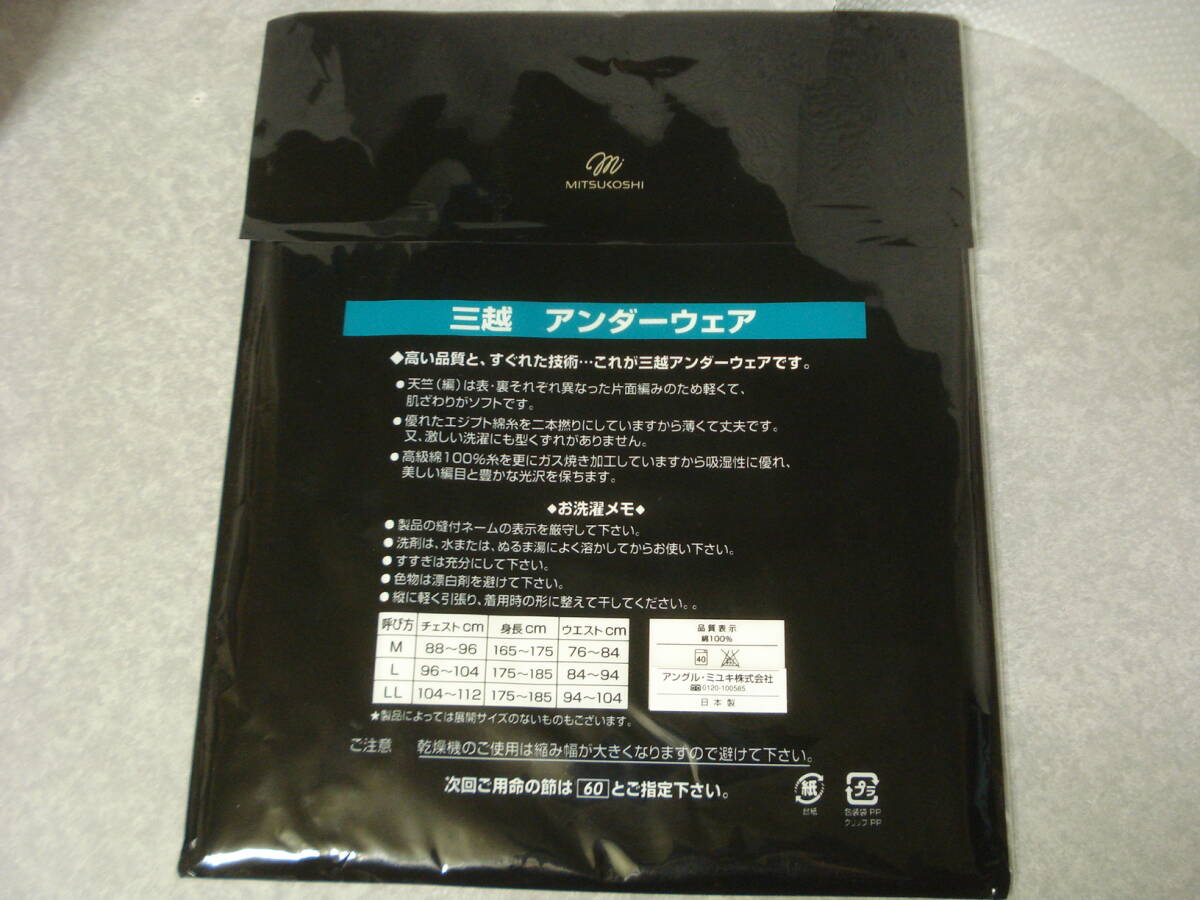 m
MITSUKOSHI
三越 アンダーウェア
◆高い品質と、すぐれた技術…これが三越アンダーウェアです。
●天竺(編)は表・裏それぞれ異なった片面編みのため軽くて、
肌ざわりがソフトです。
●優れたエジプト綿糸を二本撚りにしていますから薄くて丈夫です。
又、激しい洗濯にも型くずれがありません。
●高級綿100%糸を更にガス焼き加工していますから吸湿性に優れ、
美しい編目と豊かな光沢を保ちます。
◆お洗濯メモ◆
●製品の縫付ネームの表示を厳守して下さい。
●洗剤は、水または、ぬるま湯によく溶かしてからお使い下さい。
●すすぎは充分にして下さい。
●色物は漂白剤を避けて下さい。
●縦に軽く引張り、着用時の形に整えて干してください。。
呼び方 チェストcm 身長cm ウエストcm
M 88〜96 165〜175 76〜84
L 96〜104 175〜185 84〜94
LL 104〜112 175〜185 94〜104
★製品によっては展開サイズのないものもございます。
品質表示
綿100%
40
アングル・ミユキ株式会社
0120-100565
日本製
ご注意 乾燥機のご使用は縮み幅が大きくなりますので避けて下さい。
次回ご用命の節は60とご指定下さい。
紙
台紙
プラ
包装袋 PP
クリップ PP